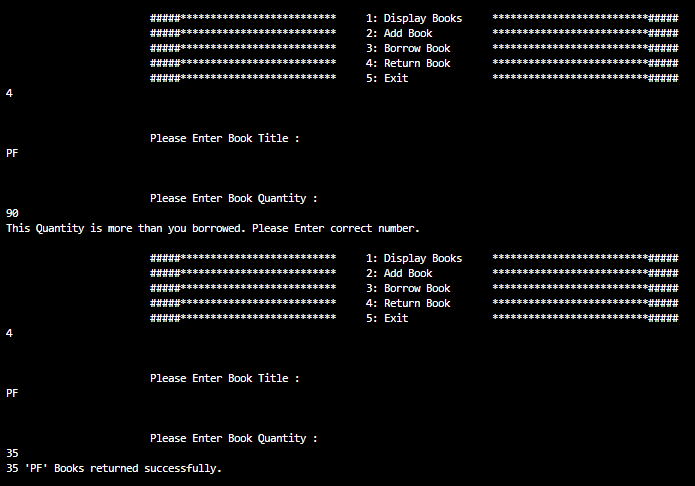 #####************************** 1: Display Books **************************#####
#####************************** 2: Add Book **************************#####
#####************************** 3: Borrow Book **************************#####
#####************************** 4: Return Book **************************#####
#####************************** 5: Exit **************************#####
4
Please Enter Book Title :
PF
Please Enter Book Quantity :
90
This Quantity is more than you borrowed. Please Enter correct number.
#####************************** 1: Display Books **************************#####
#####************************** 2: Add Book **************************#####
#####************************** 3: Borrow Book **************************#####
#####************************** 4: Return Book **************************#####
#####************************** 5: Exit **************************#####
4
Please Enter Book Title :
PF
Please Enter Book Quantity :
35
35 'PF' Books returned successfully.